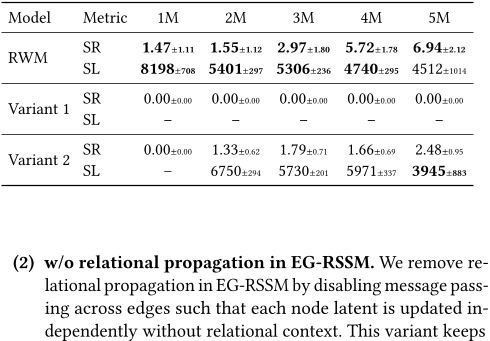 Model Metric 1M 2M 3M 4M 5M
RWM SR 1.47±1.11 1.55±1.12 2.97±1.80 5.72±1.78 6.94±2.12
SL 8198±708 5401±297 5306±236 4740±295 4512±1014
Variant 1 SR 0.00±0.00 0.00±0.00 0.00±0.00 0.00±0.00 0.00±0.00
SL – – – – –
Variant 2 SR 0.00±0.00 1.33±0.62 1.79±0.71 1.66±0.69 2.48±0.95
SL – 6750±294 5730±201 5971±337 3945±883
(2) w/o relational propagation in EG-RSSM. We remove re-
lational propagation in EG-RSSM by disabling message pass-
ing across edges such that each node latent is updated in-
dependently without relational context. This variant keeps